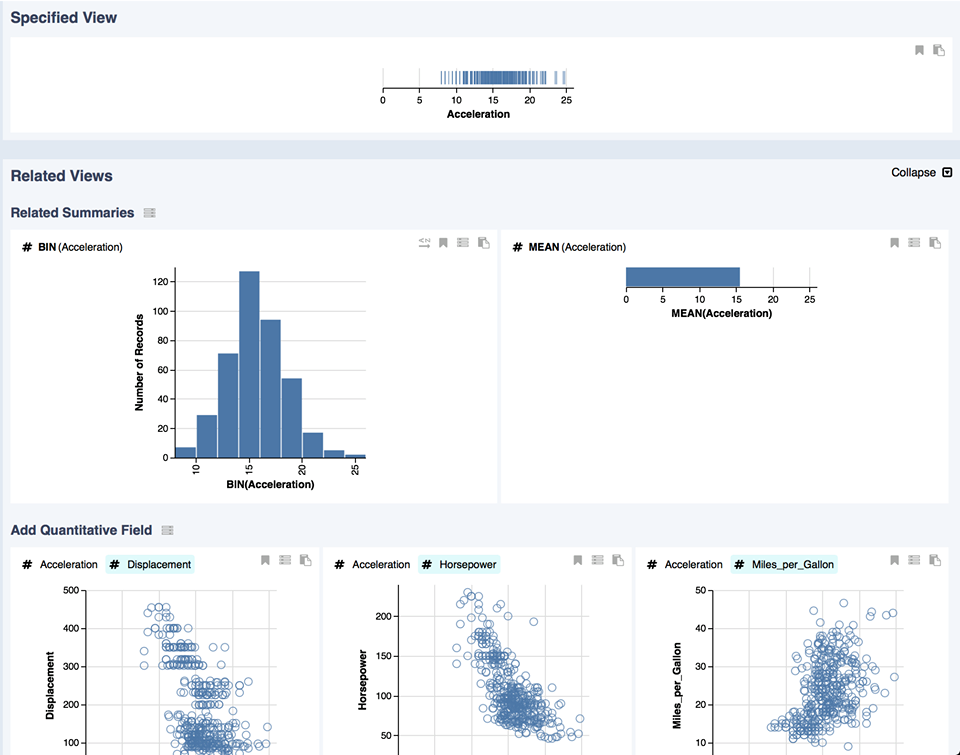 Specified View
0 5 10 15 20 25
Acceleration
Related Views
Collapse
Related Summaries
# BIN (Acceleration)
120
100
80
60
40
20
0
Number of Records
10 15 20 25
BIN(Acceleration)
# MEAN (Acceleration)
0 5 10 15 20 25
MEAN(Acceleration)
Add Quantitative Field
# Acceleration # Displacement
500
400
300
200
100
Displacement
# Acceleration # Horsepower
200
150
100
50
Horsepower
# Acceleration # Miles_per_Gallon
50
40
30
20
10
Miles_per_Gallon